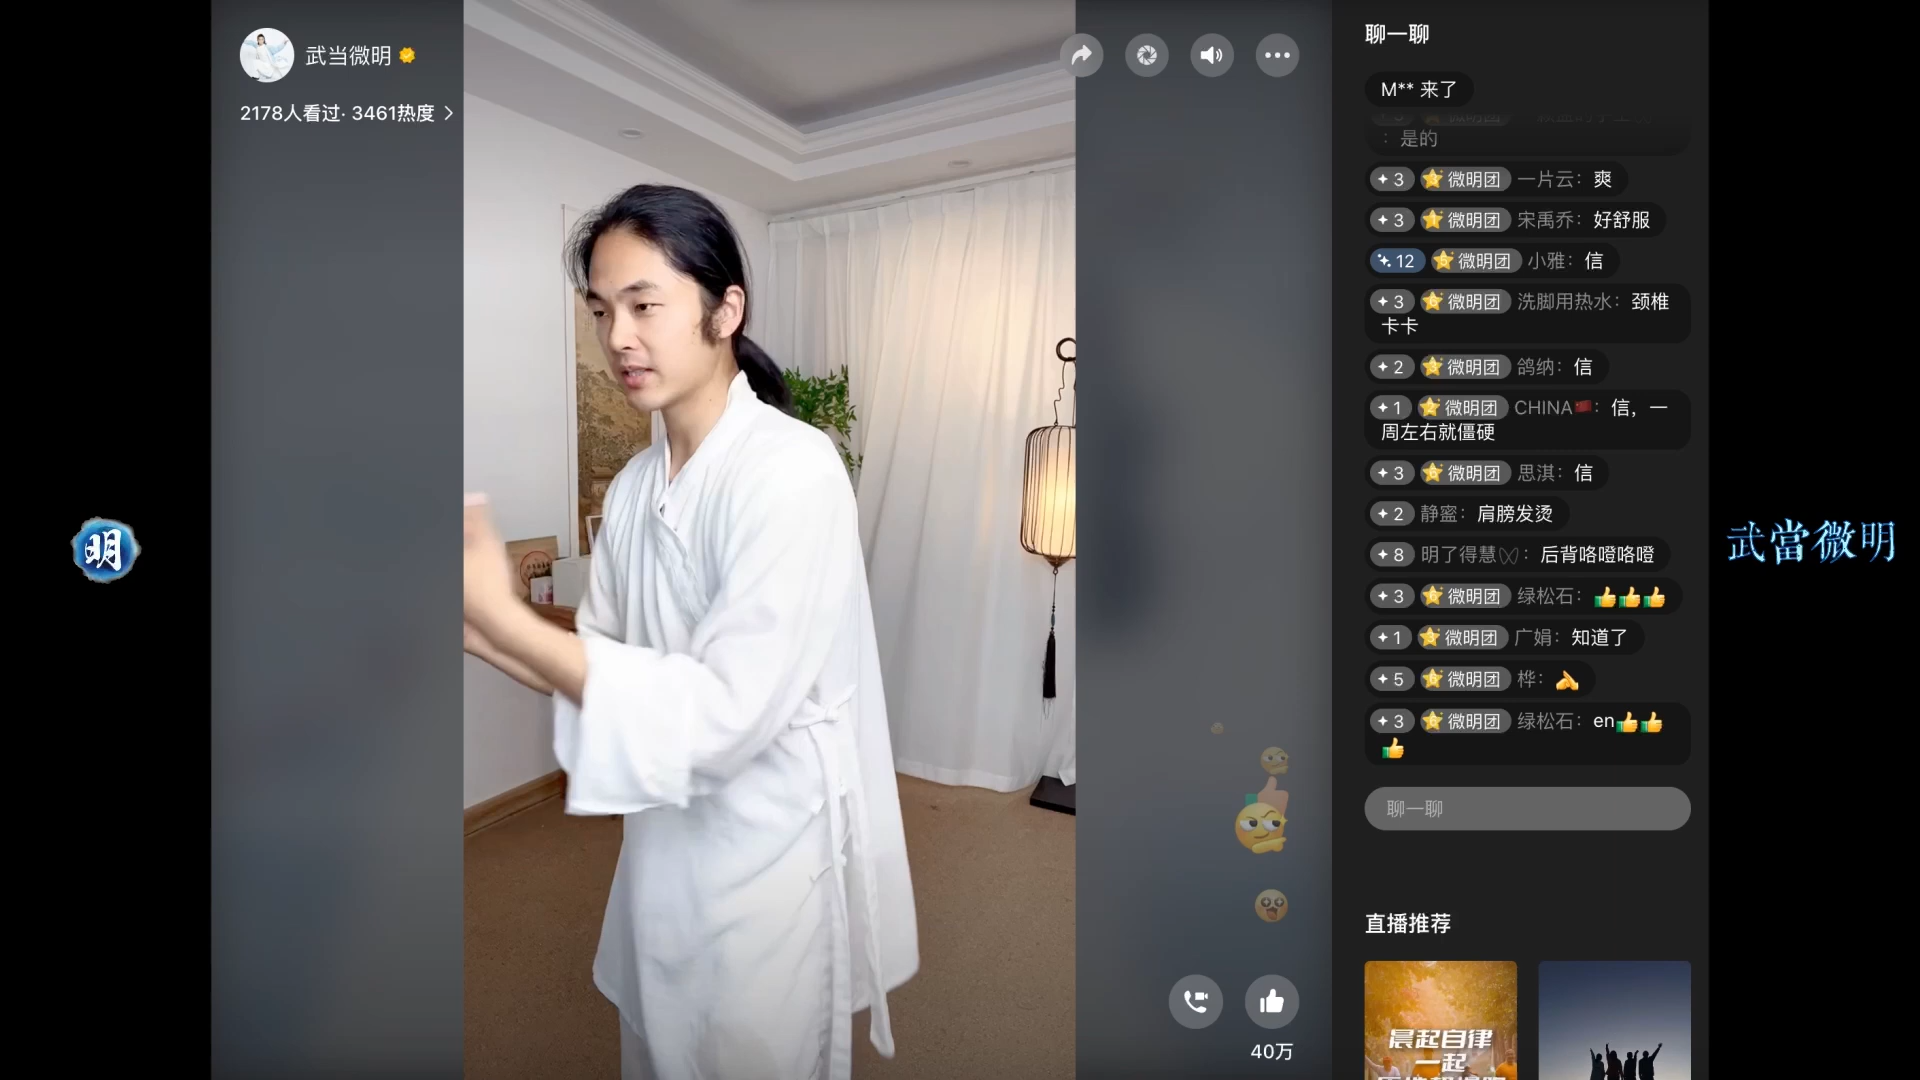 武当微明
2178人看过· 3461热度
明
聊一聊
M** 来了
: 是的
3 微明团 一片云: 爽
3 微明团 宋禹乔: 好舒服
12 微明团 小雅: 信
3 微明团 洗脚用热水: 颈椎
卡卡
2 微明团 鸽纳: 信
1 微明团 CHINA🇨🇳: 信，一
周左右就僵硬
3 微明团 思淇: 信
2 静蜜: 肩膀发烫
8 明了得慧: 后背咯噔咯噔
3 微明团 绿松石: 👍👍👍
1 微明团 广娟: 知道了
5 微明团 桦:
3 微明团 绿松石: en👍👍
👍
聊一聊
武當微明
直播推荐
晨起自律
一起
40万